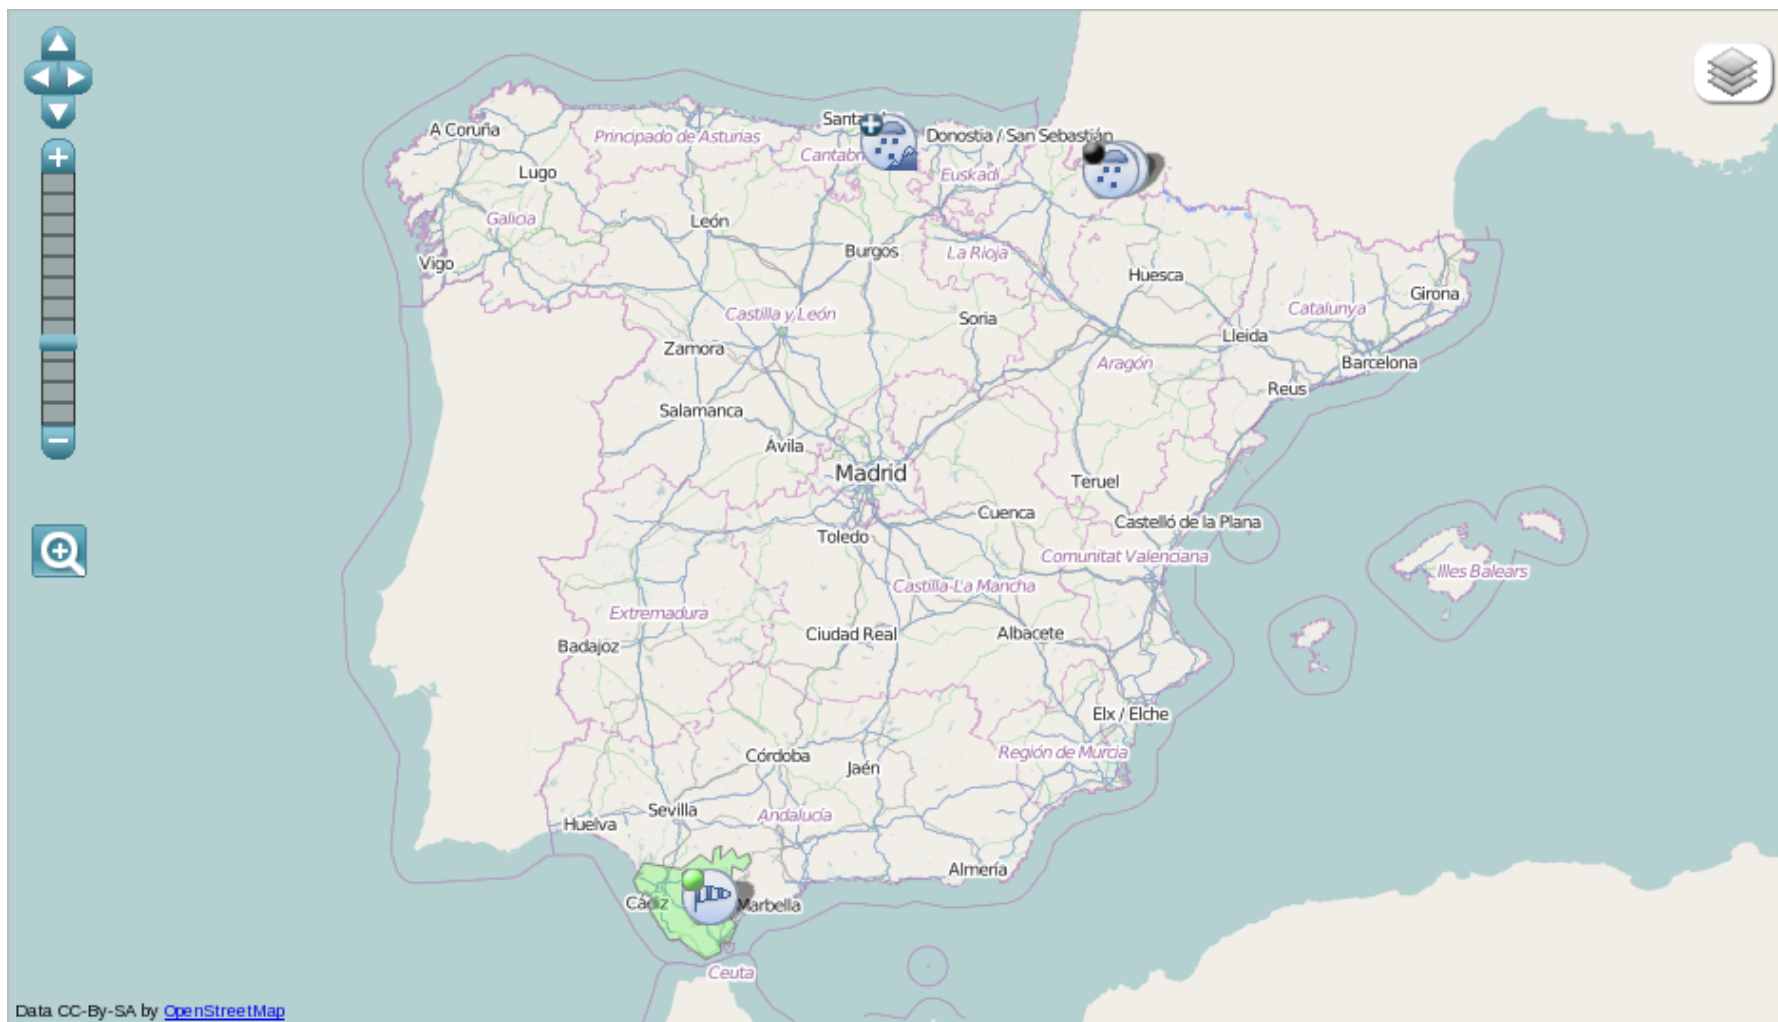 A Coruña
Santa
Donostia / San Sebastián
Principado de Asturias
Cantabr
Euskadi
Lugo
Galicia
León
Burgos
La Rioja
Vigo
Huesca
Girona
Castilla y León
Soria
Catalunya
Zamora
Lleida
Aragón
Barcelona
Reus
Salamanca
Ávila
Madrid
Teruel
Cuenca
Castelló de la Plana
Toledo
Comunitat Valenciana
Illes Balears
Castilla-La Mancha
Extremadura
Ciudad Real
Albacete
Badajoz
Elx / Elche
Córdoba
Región de Murcia
Jaén
Sevilla
Andalucía
Huelva
Almería
Cádiz
Marbella
Ceuta
Data CC-By-SA by OpenStreetMap